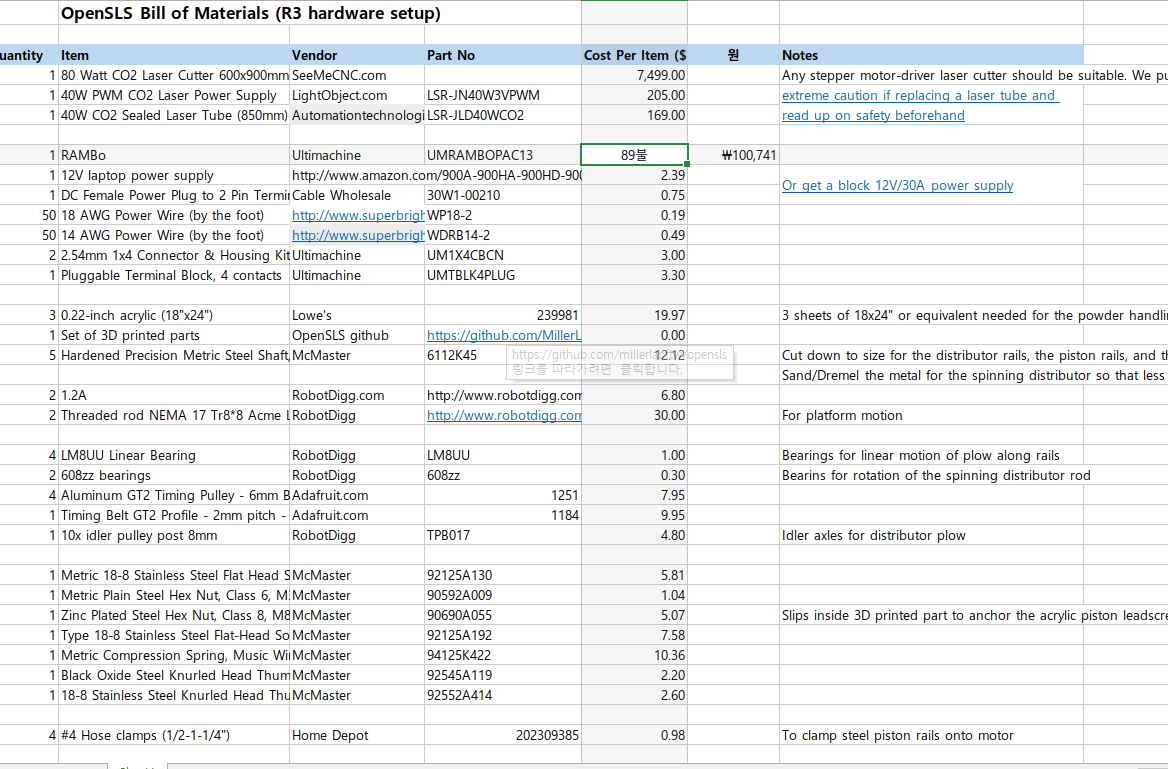 OpenSLS Bill of Materials (R3 hardware setup)
uantity Item Vendor Part No Cost Per Item ($ 원 Notes
1 80 Watt CO2 Laser Cutter 600x900mm SeeMeCNC.com 7,499.00 Any stepper motor-driver laser cutter should be suitable. We pu
1 40W PWM CO2 Laser Power Supply LightObject.com LSR-JN40W3VPWM 205.00 extreme caution if replacing a laser tube and
1 40W CO2 Sealed Laser Tube (850mm) Automationtechnologi LSR-JLD40WCO2 169.00 read up on safety beforehand
1 RAMBo Ultimachine UMRAMBOPAC13 89불 ₩100,741
1 12V laptop power supply http://www.amazon.com/900A-900HA-900HD-900 2.39
Or get a block 12V/30A power supply
1 DC Female Power Plug to 2 Pin Termin Cable Wholesale 30W1-00210 0.75
50 18 AWG Power Wire (by the foot) http://www.superbrigh WP18-2 0.19
50 14 AWG Power Wire (by the foot) http://www.superbrigh WDRB14-2 0.49
2 2.54mm 1x4 Connector & Housing Kit Ultimachine UM1X4CBCN 3.00
1 Pluggable Terminal Block, 4 contacts Ultimachine UMTBLK4PLUG 3.30
3 0.22-inch acrylic (18"x24") Lowe's 239981 19.97 3 sheets of 18x24" or equivalent needed for the powder handlin
1 Set of 3D printed parts OpenSLS github https://github.com/MillerL 0.00
5 Hardened Precision Metric Steel Shaft, McMaster 6112K45 12.12 Cut down to size for the distributor rails, the piston rails, and th
링크를 따라가려면 클릭합니다.
Sand/Dremel the metal for the spinning distributor so that less
2 1.2A RobotDigg.com http://www.robotdigg.com 6.80
2 Threaded rod NEMA 17 Tr8*8 Acme L RobotDigg http://www.robotdigg.com 30.00 For platform motion
4 LM8UU Linear Bearing RobotDigg LM8UU 1.00 Bearings for linear motion of plow along rails
2 608zz bearings RobotDigg 608zz 0.30 Bearins for rotation of the spinning distributor rod
4 Aluminum GT2 Timing Pulley - 6mm B Adafruit.com 1251 7.95
1 Timing Belt GT2 Profile - 2mm pitch - Adafruit.com 1184 9.95
1 10x idler pulley post 8mm RobotDigg TPB017 4.80 Idler axles for distributor plow
1 Metric 18-8 Stainless Steel Flat Head S McMaster 92125A130 5.81
1 Metric Plain Steel Hex Nut, Class 6, M McMaster 90592A009 1.04
1 Zinc Plated Steel Hex Nut, Class 8, M8 McMaster 90690A055 5.07 Slips inside 3D printed part to anchor the acrylic piston leadscre
1 Type 18-8 Stainless Steel Flat-Head So McMaster 92125A192 7.58
1 Metric Compression Spring, Music Wi McMaster 94125K422 10.36
1 Black Oxide Steel Knurled Head Thum McMaster 92545A119 2.20
1 18-8 Stainless Steel Knurled Head Thu McMaster 92552A414 2.60
4 #4 Hose clamps (1/2-1-1/4") Home Depot 202309385 0.98 To clamp steel piston rails onto motor